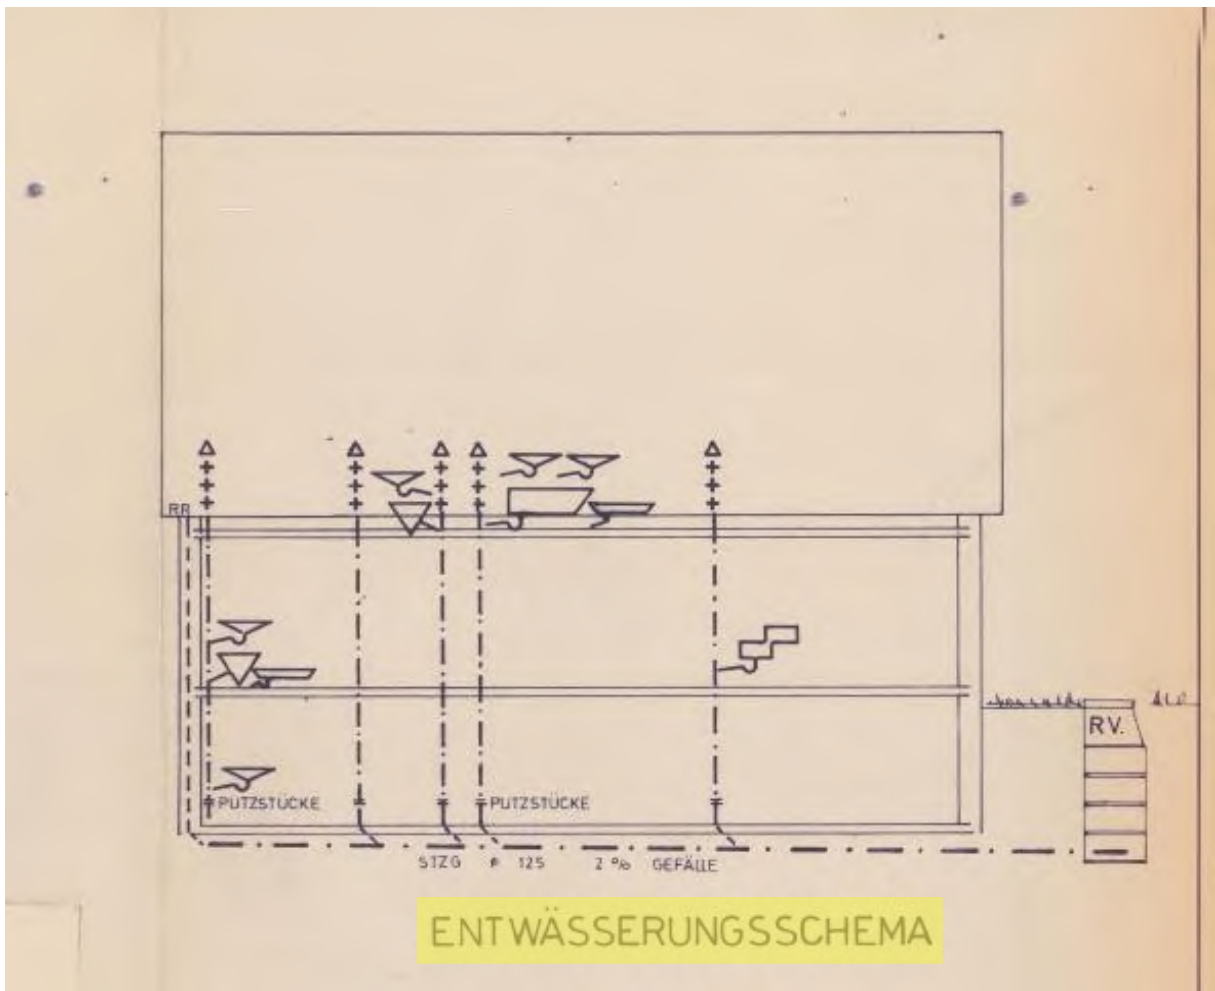 RR
RV.
PUTZSTÜCKE PUTZSTÜCKE
STZG ø 125 2 % GEFÄLLE
ENTWÄSSERUNGSSCHEMA